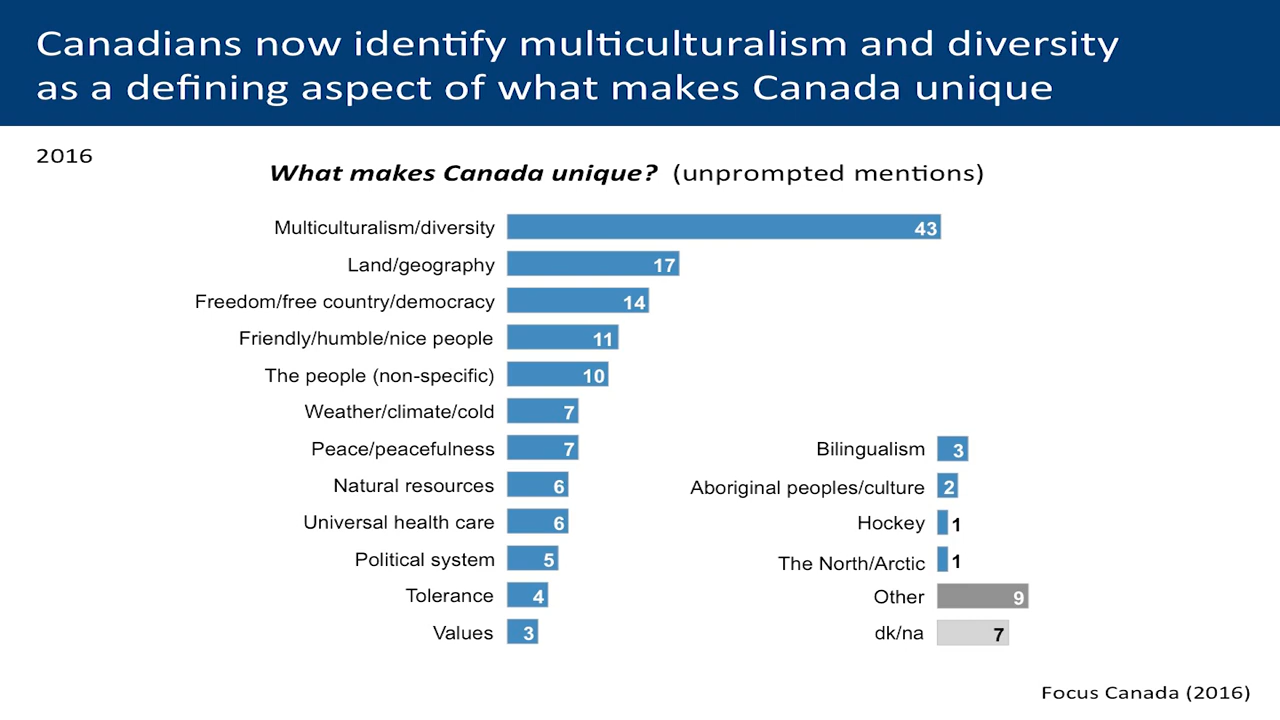 Canadians now identify multiculturalism and diversity
as a defining aspect of what makes Canada unique
2016
What makes Canada unique? (unprompted mentions)
Multiculturalism/diversity 43
Land/geography 17
Freedom/free country/democracy 14
Friendly/humble/nice people 11
The people (non-specific) 10
Weather/climate/cold 7
Peace/peacefulness 7
Natural resources 6
Universal health care 6
Political system 5
Tolerance 4
Values 3
Bilingualism 3
Aboriginal peoples/culture 2
Hockey 1
The North/Arctic 1
Other 9
dk/na 7
Focus Canada (2016)